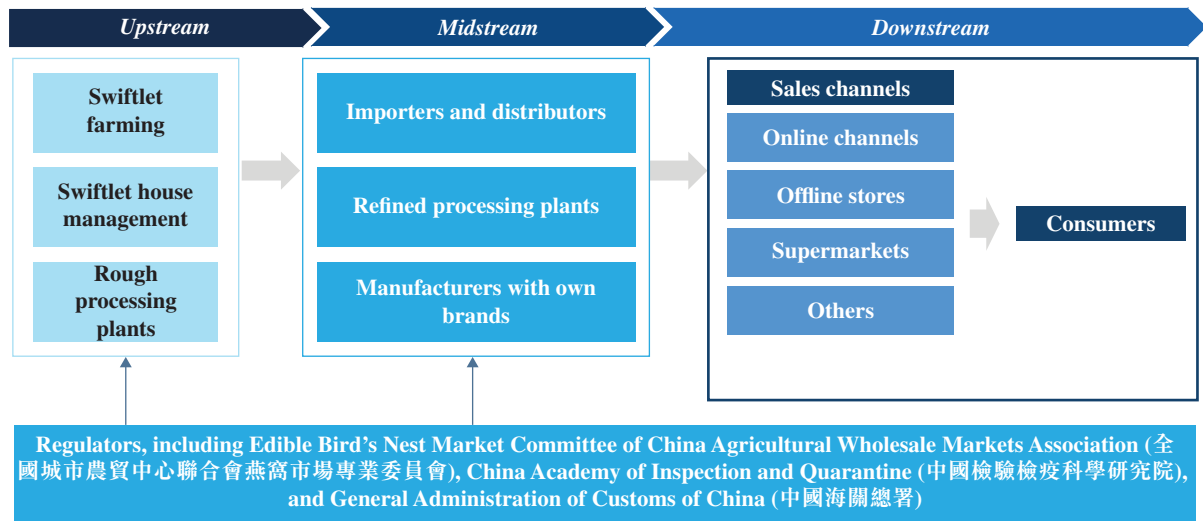 Upstream
Midstream
Downstream
Swiftlet
farming
Swiftlet house
management
Rough
processing
plants
Importers and distributors
Refined processing plants
Manufacturers with own
brands
Sales channels
Online channels
Offline stores
Supermarkets
Others
Consumers
Regulators, including Edible Bird’s Nest Market Committee of China Agricultural Wholesale Markets Association (全
國城市農貿中心聯合會燕窩市場專業委員會), China Academy of Inspection and Quarantine (中國檢驗檢疫科學研究院),
and General Administration of Customs of China (中國海關總署)